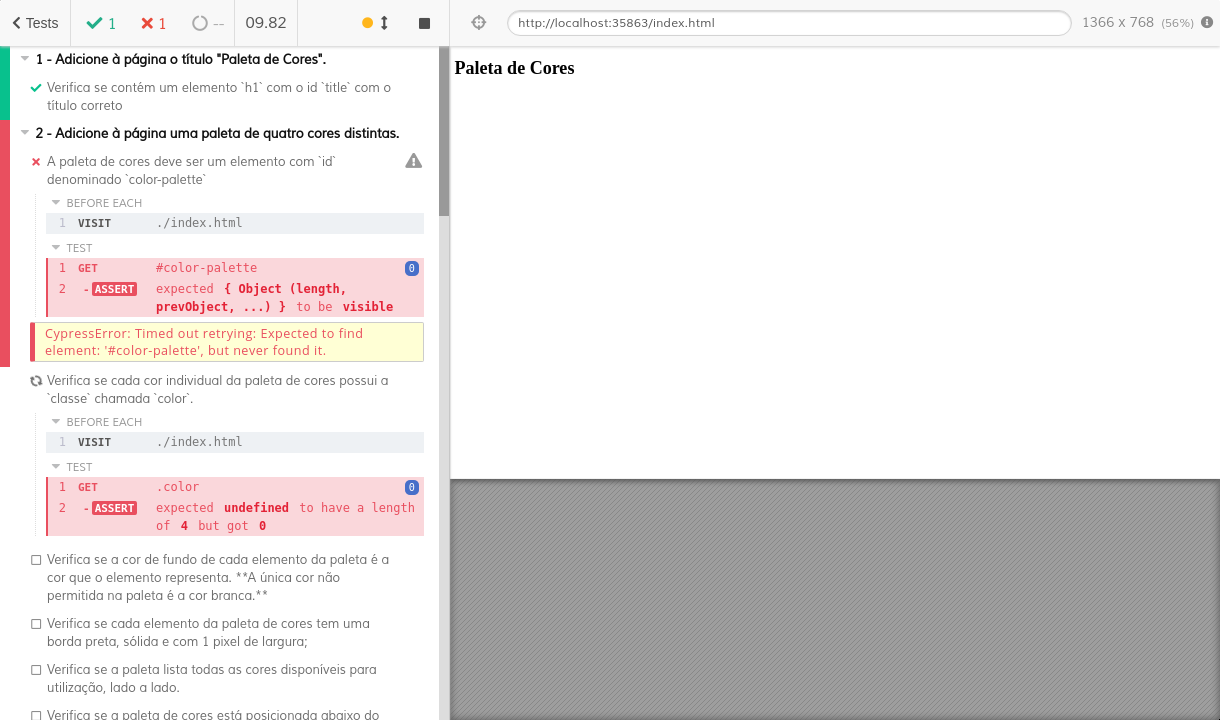 Tests
1
1
--
09.82
http://localhost:35863/index.html
1366 x 768 (56%)
1 - Adicione à página o título "Paleta de Cores".
Verifica se contém um elemento `h1` com o id `title` com o
título correto
2 - Adicione à página uma paleta de quatro cores distintas.
A paleta de cores deve ser um elemento com `id`
denominado `color-palette`
BEFORE EACH
1 VISIT ./index.html
TEST
1 GET #color-palette 0
2 -ASSERT expected { Object (length,
prevObject, ...) } to be visible
CypressError: Timed out retrying: Expected to find
element: '#color-palette', but never found it.
Verifica se cada cor individual da paleta de cores possui a
`classe` chamada `color`.
BEFORE EACH
1 VISIT ./index.html
TEST
1 GET .color 0
2 -ASSERT expected undefined to have a length
of 4 but got 0
Verifica se a cor de fundo de cada elemento da paleta é a
cor que o elemento representa. **A única cor não
permitida na paleta é a cor branca.**
Verifica se cada elemento da paleta de cores tem uma
borda preta, sólida e com 1 pixel de largura;
Verifica se a paleta lista todas as cores disponíveis para
utilização, lado a lado.
Verifica se a paleta de cores está posicionada abaixo do
Paleta de Cores